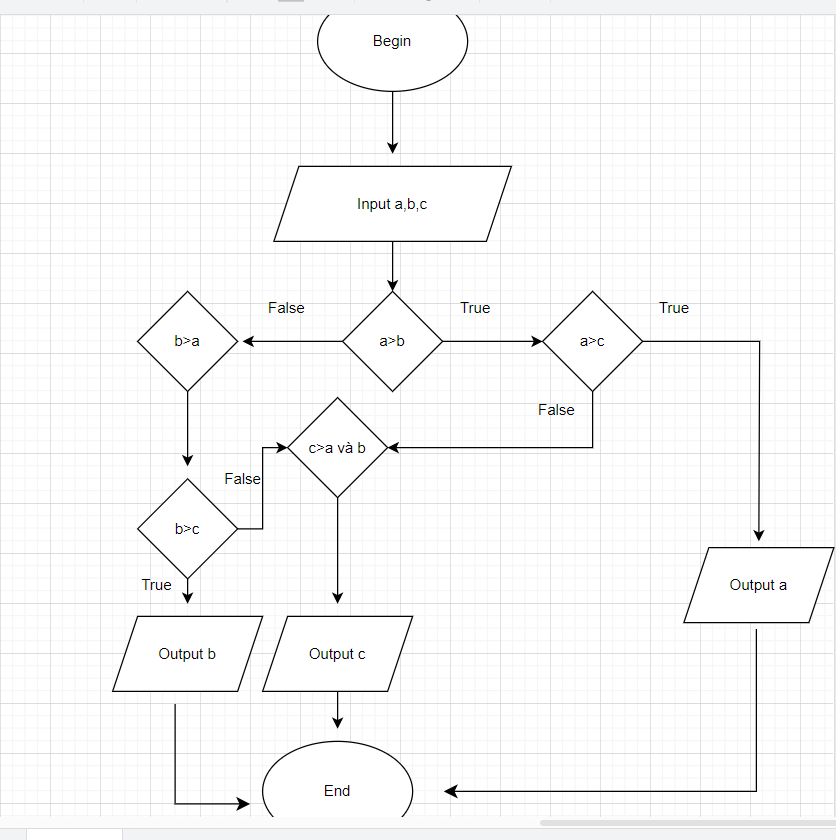 Begin
Input a,b,c
False
True
True
b>a
a>b
a>c
False
c>a và b
False
b>c
True
Output a
Output b
Output c
End